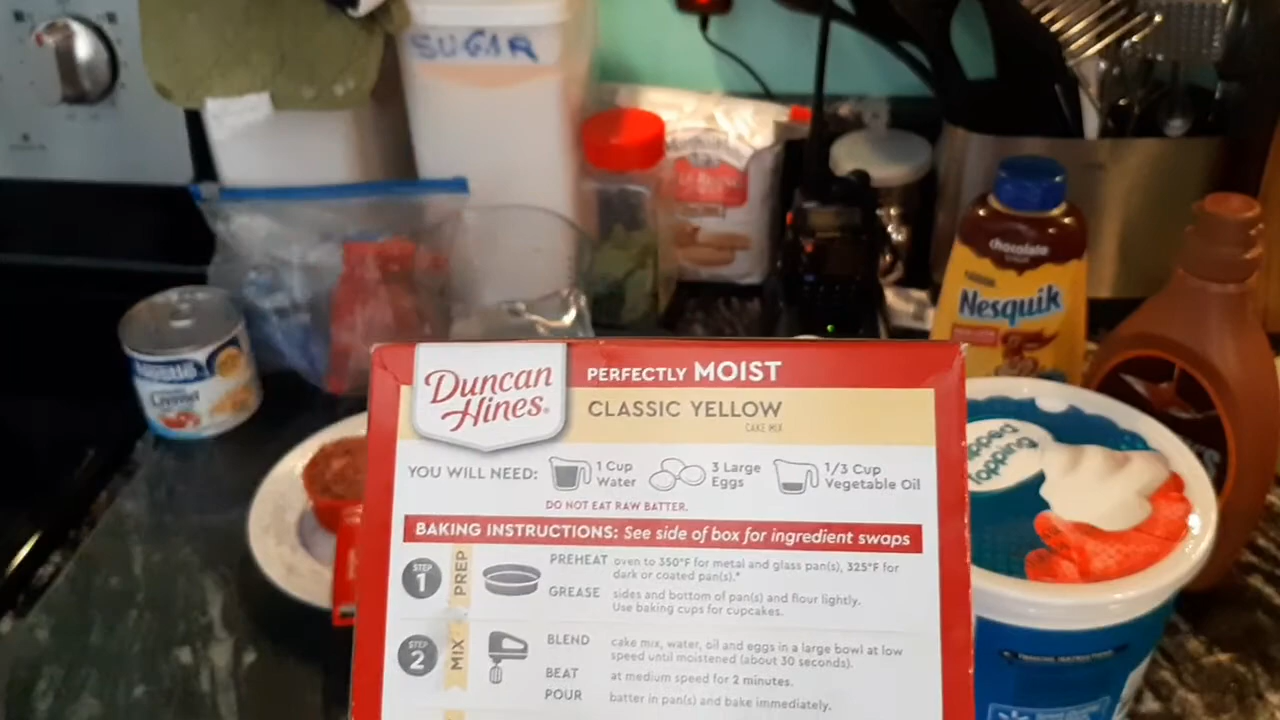 SUGAR
chocolate
Nesquik
Duncan
Hines®
PERFECTLY MOIST
CLASSIC YELLOW
CAKE MIX
YOU WILL NEED:
1 Cup
Water
3 Large
Eggs
1/3 Cup
Vegetable Oil
DO NOT EAT RAW BATTER.
BAKING INSTRUCTIONS: See side of box for ingredient swaps
STEP
1
PREP
PREHEAT oven to 350°F for metal and glass pan(s), 325°F for
dark or coated pan(s).*
GREASE sides and bottom of pan(s) and flour lightly.
Use baking cups for cupcakes.
STEP
2
MIX
BLEND cake mix, water, oil and eggs in a large bowl at low
speed until moistened (about 30 seconds).
BEAT at medium speed for 2 minutes.
POUR batter in pan(s) and bake immediately.
Topping